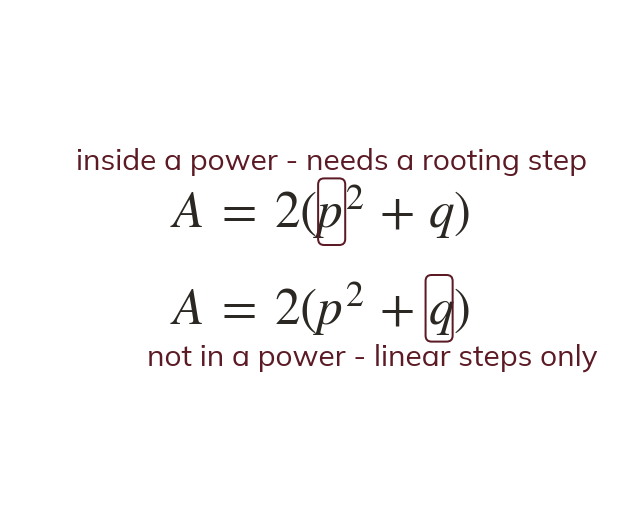 inside a power - needs a rooting step
A = 2(p² + q)
A = 2(p² + q)
not in a power - linear steps only